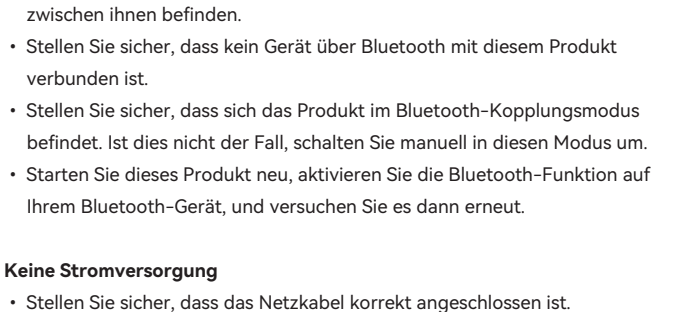 zwischen ihnen befinden.
• Stellen Sie sicher, dass kein Gerät über Bluetooth mit diesem Produkt
verbunden ist.
• Stellen Sie sicher, dass sich das Produkt im Bluetooth-Kopplungsmodus
befindet. Ist dies nicht der Fall, schalten Sie manuell in diesen Modus um.
• Starten Sie dieses Produkt neu, aktivieren Sie die Bluetooth-Funktion auf
Ihrem Bluetooth-Gerät, und versuchen Sie es dann erneut.
Keine Stromversorgung
• Stellen Sie sicher, dass das Netzkabel korrekt angeschlossen ist.